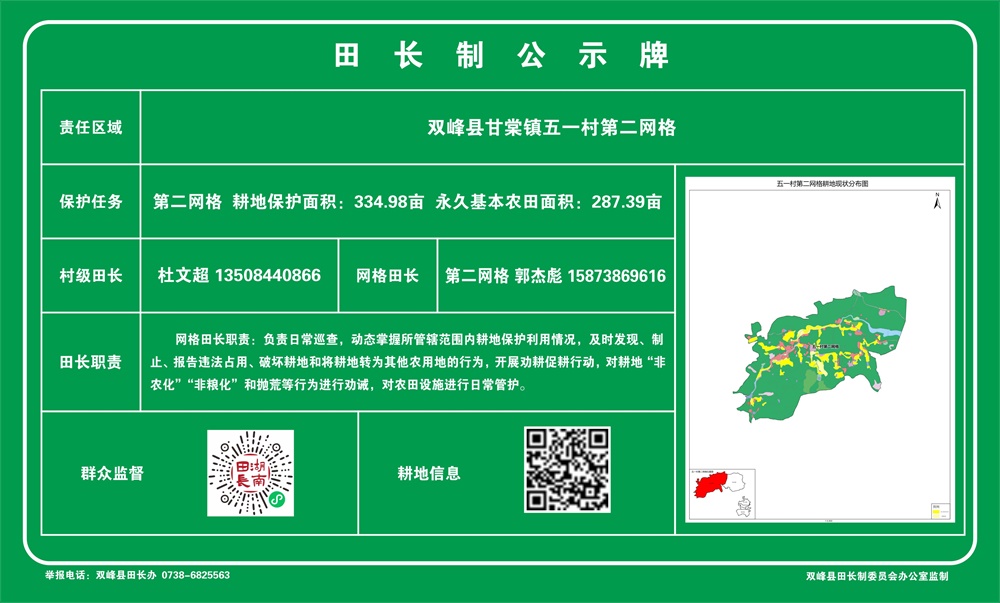 田长制公示牌
责任区域
双峰县甘棠镇五一村第二网格
保护任务
第二网格 耕地保护面积：334.98亩 永久基本农田面积：287.39亩
村级田长
杜文超 13508440866
网格田长
第二网格 郭杰彪 15873869616
田长职责
网格田长职责：负责日常巡查，动态掌握所管辖范围内耕地保护利用情况，及时发现、制
止、报告违法占用、破坏耕地和将耕地转为其他农用地的行为，开展劝耕促耕行动，对耕地“非
农化”“非粮化”和抛荒等行为进行劝诫，对农田设施进行日常管护。
群众监督
湖南
田長
耕地信息
五一村第二网格耕地现状分布图
N
五一村第二网格
举报电话：双峰县田长办 0738-6825563
双峰县田长制委员会办公室监制